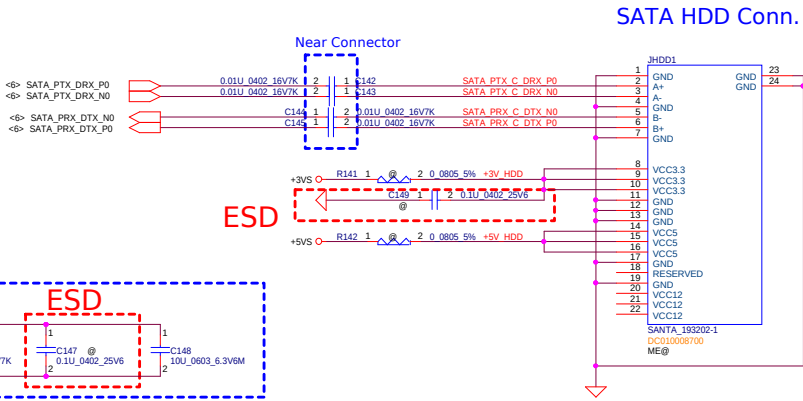 SATA HDD Conn.
Near Connector
JHDD1
<6> SATA_PTX_DRX_P0 0.01U_0402_16V7K 2 1 C142 SATA_PTX_C_DRX_P0
<6> SATA_PTX_DRX_N0 0.01U_0402_16V7K 2 1 C143 SATA_PTX_C_DRX_N0
<6> SATA_PRX_DTX_N0 C144 1 2 0.01U_0402_16V7K SATA_PRX_C_DTX_N0
<6> SATA_PRX_DTX_P0 C145 1 2 0.01U_0402_16V7K SATA_PRX_C_DTX_P0
1 GND GND 23
2 A+ GND 24
3 A-
4 GND
5 B-
6 B+
7 GND
+3VS R141 1 @ 2 0_0805_5% +3V_HDD
C149 1 2 0.1U_0402_25V6
@
ESD
+5VS R142 1 @ 2 0_0805_5% +5V_HDD
8 VCC3.3
9 VCC3.3
10 VCC3.3
11 GND
12 GND
13 GND
14 VCC5
15 VCC5
16 VCC5
17 GND
18 RESERVED
19 GND
20 VCC12
21 VCC12
22 VCC12
SANTA_193202-1
DC010008700
ME@
ESD
1 1
C147 @ C148
7K 0.1U_0402_25V6 10U_0603_6.3V6M
2 2